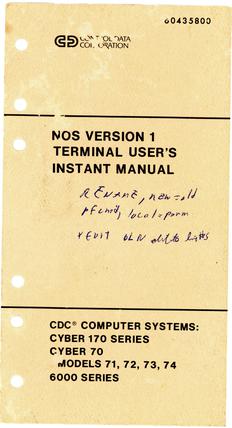 60435800
CONTROL DATA
CORPORATION
NOS VERSION 1
TERMINAL USER'S
INSTANT MANUAL
RENAME, new=old
local=perm
XEDIT
CDC® COMPUTER SYSTEMS:
CYBER 170 SERIES
CYBER 70
MODELS 71, 72, 73, 74
6000 SERIES